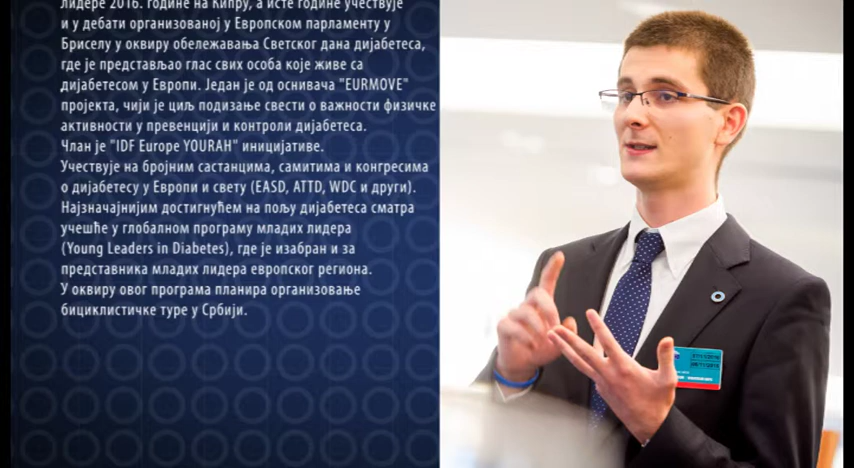 лидере 2016. године на Кипру, а исте године учествује
и у дебати организованој у Европском парламенту у
Бриселу у оквиру обележавања Светског дана дијабетеса,
где је представљао глас свих особа које живе са
дијабетесом у Европи. Један је од оснивача "EURMOVE"
пројекта, чији је циљ подизање свести о важности физичке
активности у превенцији и контроли дијабетеса.
Члан је "IDF Europe YOURAH" иницијативе.
Учествује на бројним састанцима, самитима и конгресима
о дијабетесу у Европи и свету (EASD, ATTD, WDC и други).
Најзначајнијим достигнућем на пољу дијабетеса сматра
учешће у глобалном програму младих лидера
(Young Leaders in Diabetes), где је изабран и за
представника младих лидера европског региона.
У оквиру овог програма планира организовање
бициклистичке туре у Србији.